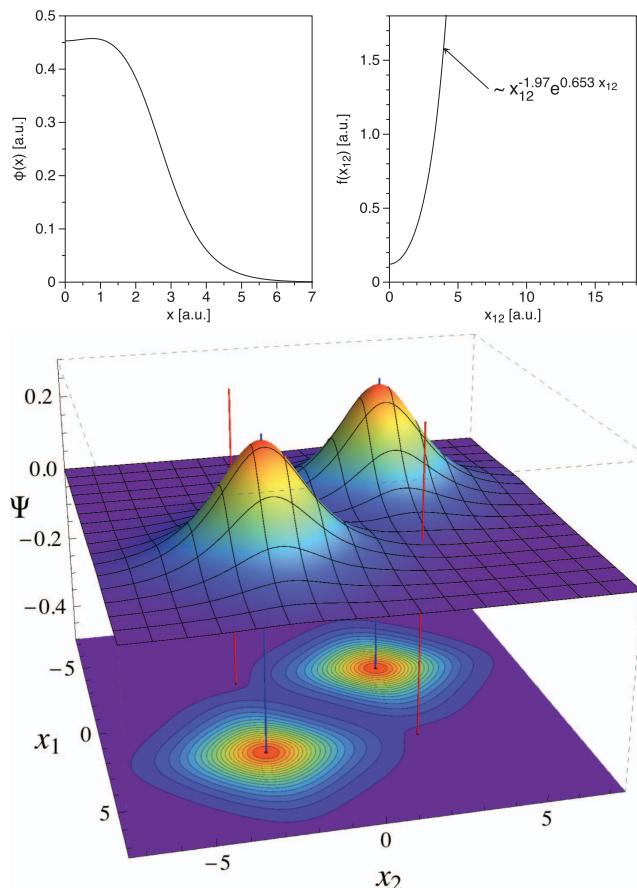 0.5
0.4
0.3
0.2
0.1
0
ϕ(x) [a.u.]
0 1 2 3 4 5 6 7
x [a.u.]
1.5
1.0
0.5
0
f(x₁₂) [a.u.]
~ x₁₂^-1.97 e^0.653 x₁₂
0 5 10 15
x₁₂ [a.u.]
0.2
0.0
Ψ
−0.2
−0.4
−5
x₁ 0
5
−5 0 5
x₂